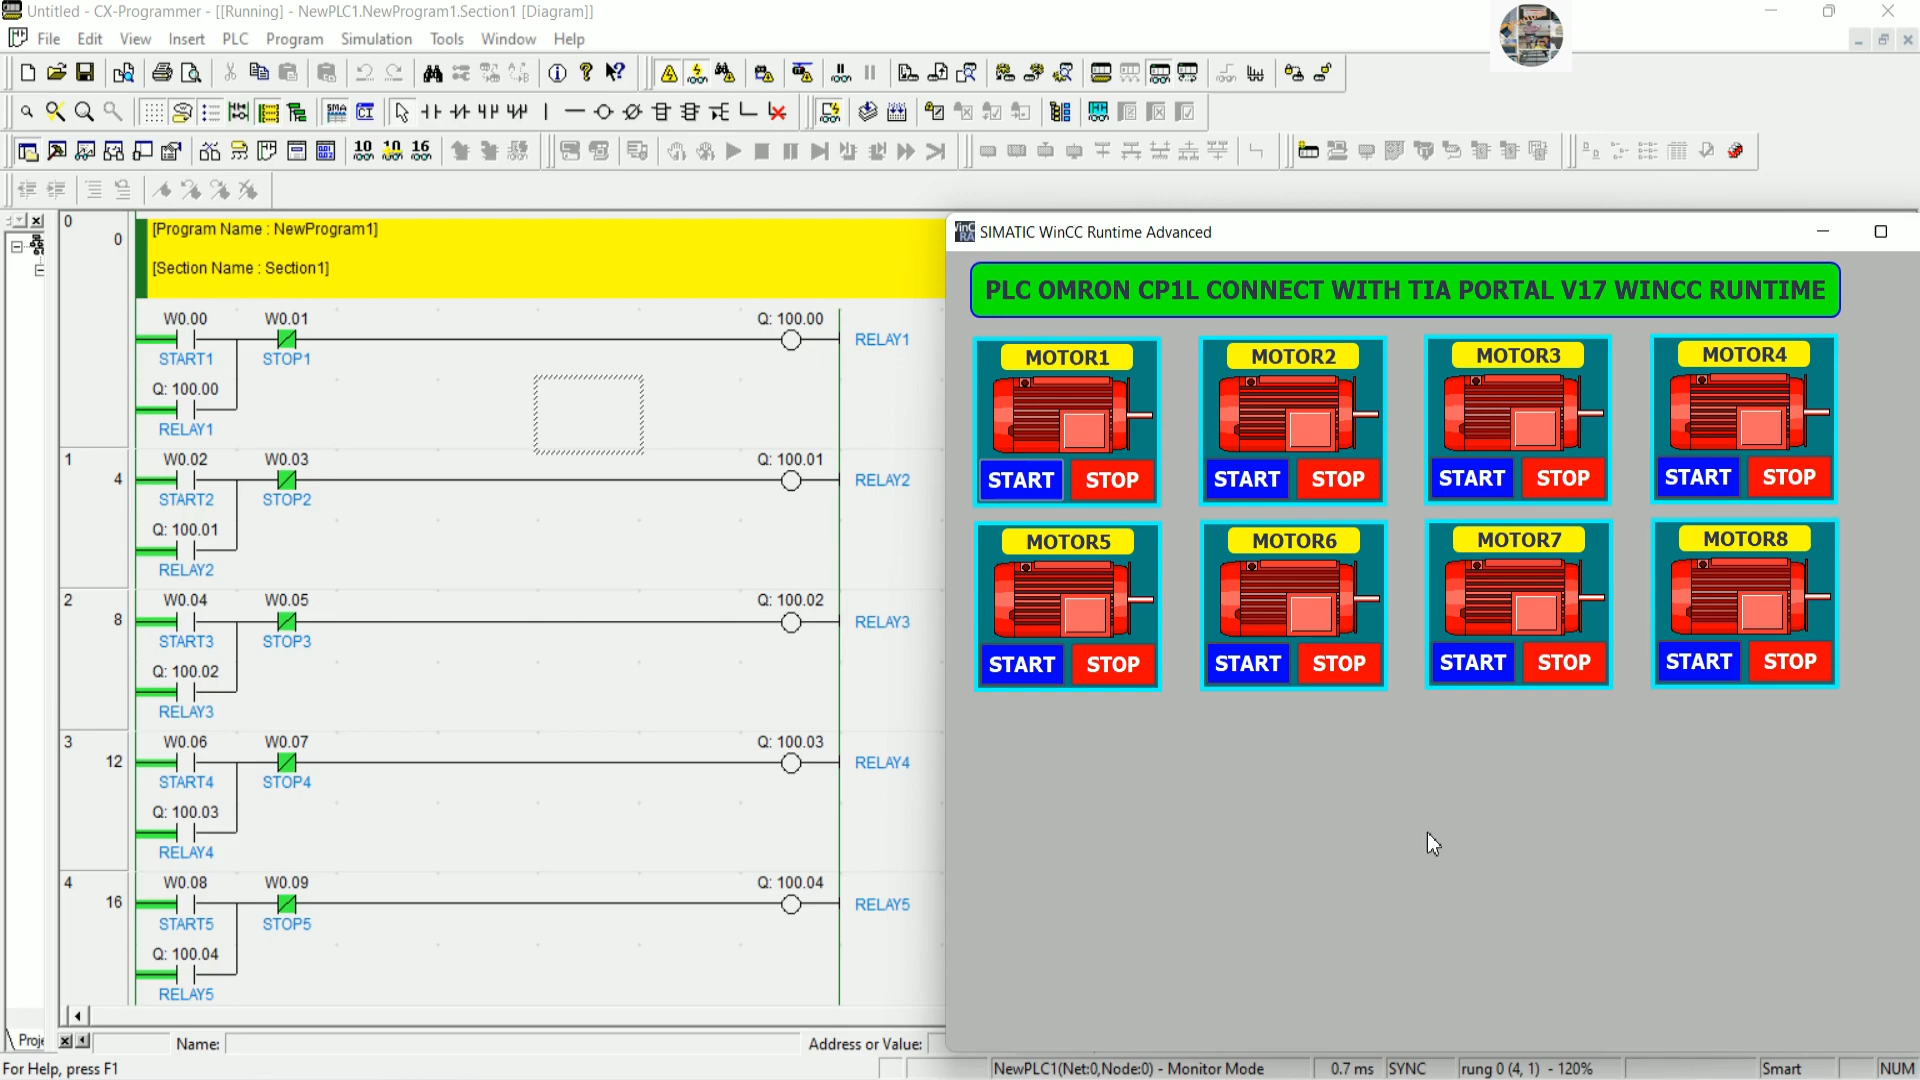 Untitled - CX-Programmer - [[Running] - NewPLC1.NewProgram1.Section1 [Diagram]]
File Edit View Insert PLC Program Simulation Tools Window Help
SMA CI
10 10 16
0
0
[Program Name : NewProgram1]
[Section Name : Section1]
W0.00 W0.01 Q: 100.00
RELAY1
START1 STOP1
Q: 100.00
RELAY1
1
4
W0.02 W0.03 Q: 100.01
RELAY2
START2 STOP2
Q: 100.01
RELAY2
2
8
W0.04 W0.05 Q: 100.02
RELAY3
START3 STOP3
Q: 100.02
RELAY3
3
12
W0.06 W0.07 Q: 100.03
RELAY4
START4 STOP4
Q: 100.03
RELAY4
4
16
W0.08 W0.09 Q: 100.04
RELAY5
START5 STOP5
Q: 100.04
RELAY5
Proje
Name: Address or Value:
For Help, press F1
NewPLC1(Net:0,Node:0) - Monitor Mode 0.7 ms SYNC rung 0 (4, 1) - 120% Smart NUM
SIMATIC WinCC Runtime Advanced
PLC OMRON CP1L CONNECT WITH TIA PORTAL V17 WINCC RUNTIME
MOTOR1 MOTOR2 MOTOR3 MOTOR4
START STOP START STOP START STOP START STOP
MOTOR5 MOTOR6 MOTOR7 MOTOR8
START STOP START STOP START STOP START STOP